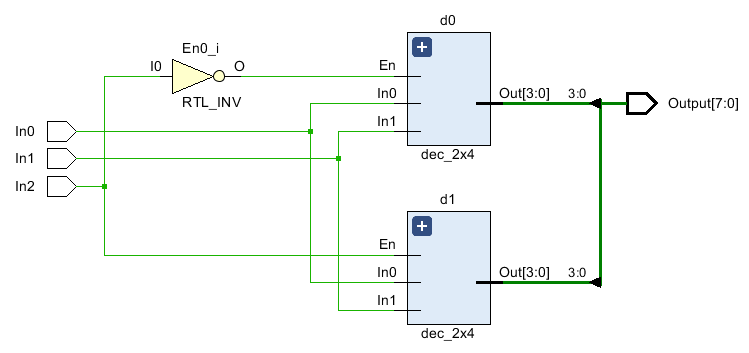 d0
En0_i
I0
O
RTL_INV
En
In0
In1
Out[3:0]
3:0
dec_2x4
Output[7:0]
In0
In1
In2
d1
En
In0
In1
Out[3:0]
3:0
dec_2x4